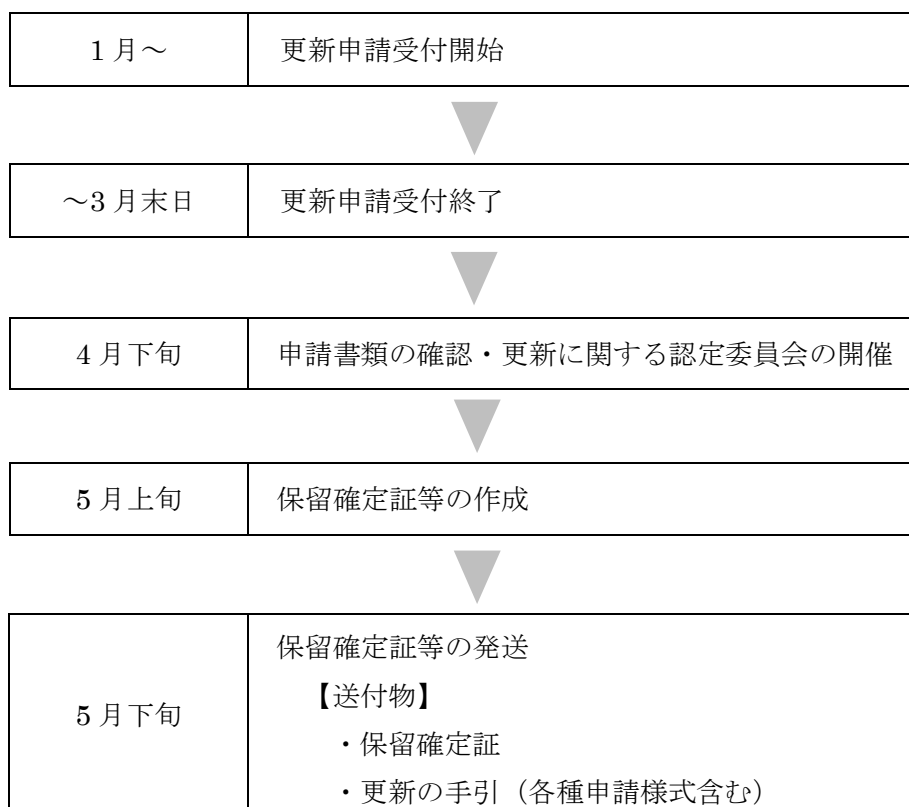 1月～
更新申請受付開始
～3月末日
更新申請受付終了
4月下旬
申請書類の確認・更新に関する認定委員会の開催
5月上旬
保留確定証等の作成
5月下旬
保留確定証等の発送
【送付物】
・保留確定証
・更新の手引（各種申請様式含む）